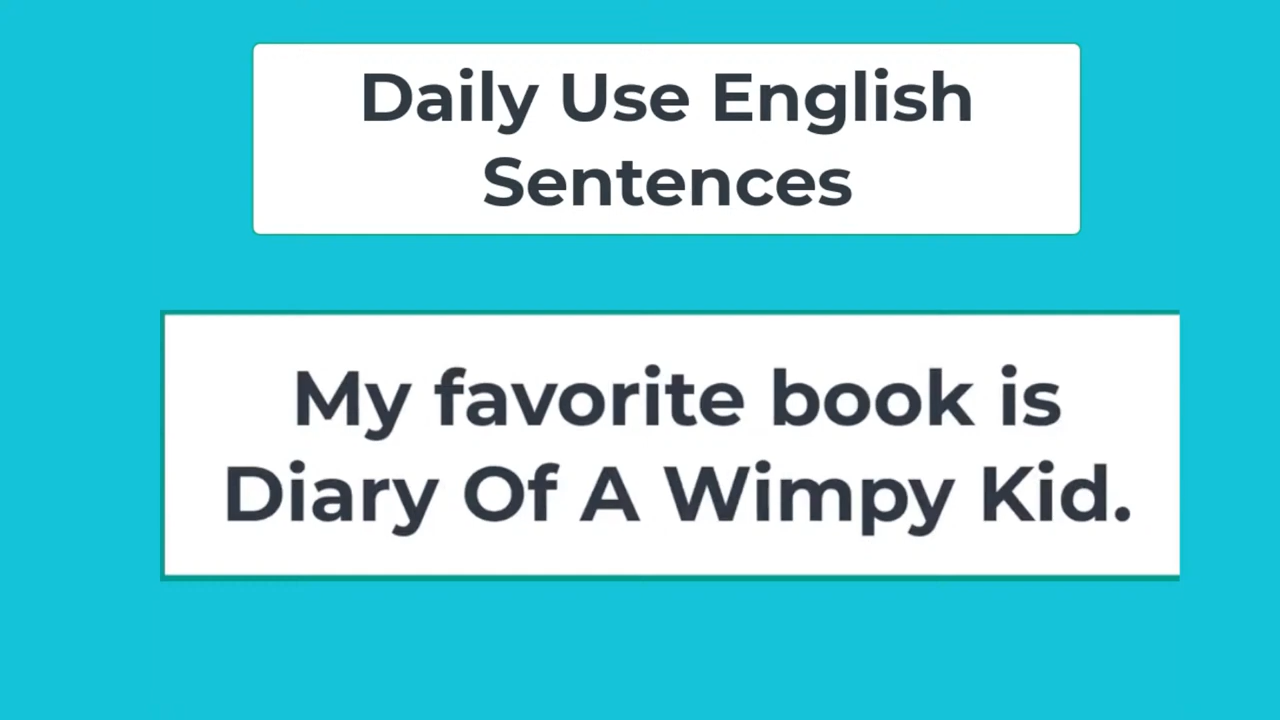 Daily Use English
Sentences
My favorite book is
Diary Of A Wimpy Kid.